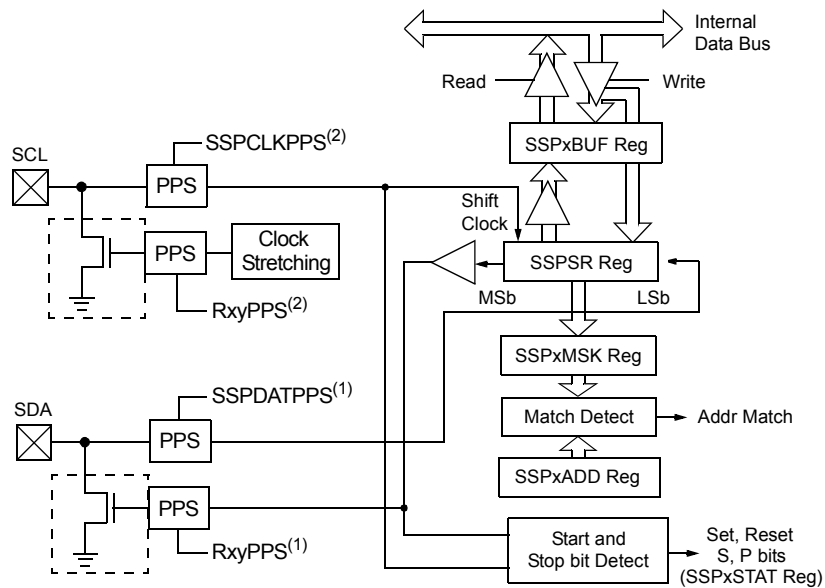 Internal
Data Bus
Read
Write
SSPCLKPPS(2)
SCL
SSPxBUF Reg
PPS
Shift
Clock
PPS
Clock
Stretching
SSPSR Reg
MSb
LSb
RxyPPS(2)
SSPxMSK Reg
SSPDATPPS(1)
SDA
PPS
Match Detect
Addr Match
SSPxADD Reg
PPS
Start and
Stop bit Detect
Set, Reset
S, P bits
(SSPxSTAT Reg)
RxyPPS(1)